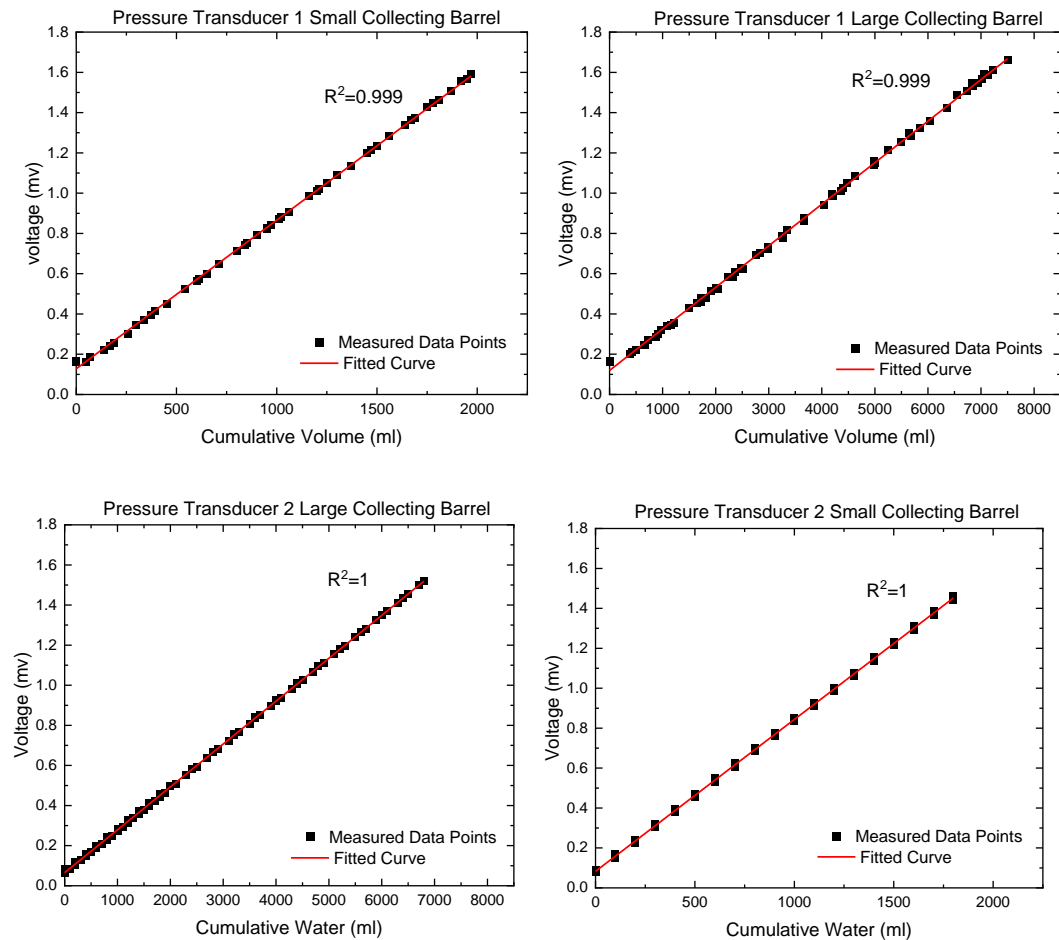 Pressure Transducer 1 Small Collecting Barrel
1.8
1.6
1.4
1.2
1.0
0.8
0.6
0.4
0.2
0.0
voltage (mv)
R²=0.999
Measured Data Points
Fitted Curve
0 500 1000 1500 2000
Cumulative Volume (ml)
Pressure Transducer 1 Large Collecting Barrel
1.8
1.6
1.4
1.2
1.0
0.8
0.6
0.4
0.2
0.0
Voltage (mv)
R²=0.999
Measured Data Points
Fitted Curve
0 1000 2000 3000 4000 5000 6000 7000 8000
Cumulative Volume (ml)
Pressure Transducer 2 Large Collecting Barrel
1.8
1.6
1.4
1.2
1.0
0.8
0.6
0.4
0.2
0.0
Voltage (mv)
R²=1
Measured Data Points
Fitted Curve
0 1000 2000 3000 4000 5000 6000 7000 8000
Cumulative Water (ml)
Pressure Transducer 2 Small Collecting Barrel
1.8
1.6
1.4
1.2
1.0
0.8
0.6
0.4
0.2
0.0
Voltage (mv)
R²=1
Measured Data Points
Fitted Curve
0 500 1000 1500 2000
Cumulative Water (ml)